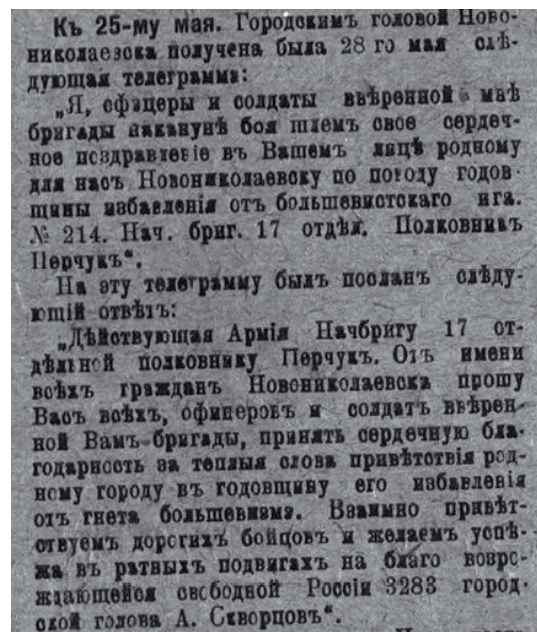 Къ 25-му мая. Городскимъ головой Ново-
николаевска получена была 28 го мая слѣ-
дующая телеграмма:
„Я, офицеры и солдаты ввѣренной мнѣ
бригады наканунѣ боя шлемъ свое сердеч-
ное поздравленіе въ Вашемъ лицѣ родному
для насъ Новониколаевску по поводу годов-
щины избавленія отъ большевистскаго ига.
№ 214. Нач. бриг. 17 отдѣл. Полковникъ
Перчукъ“.
На эту телеграмму былъ посланъ слѣду-
ющій отвѣтъ:
„Дѣйствующая Армія Начбригу 17 от-
дѣльной полковнику Перчукъ. Отъ имени
всѣхъ гражданъ Новониколаевска прошу
Васъ всѣхъ, офицеровъ и солдатъ ввѣрен-
ной Вамъ бригады, принять сердечную бла-
годарность за теплыя слова привѣтствія род-
ному городу въ годовщину его избавленія
отъ гнета большевизма. Взаимно привѣт-
ствуемъ дорогихъ бойцовъ и желаемъ успѣ-
ха въ ратныхъ подвигахъ на благо возро-
ждающейся свободной Россіи 3283 город-
ской голова А. Скворцовъ“.